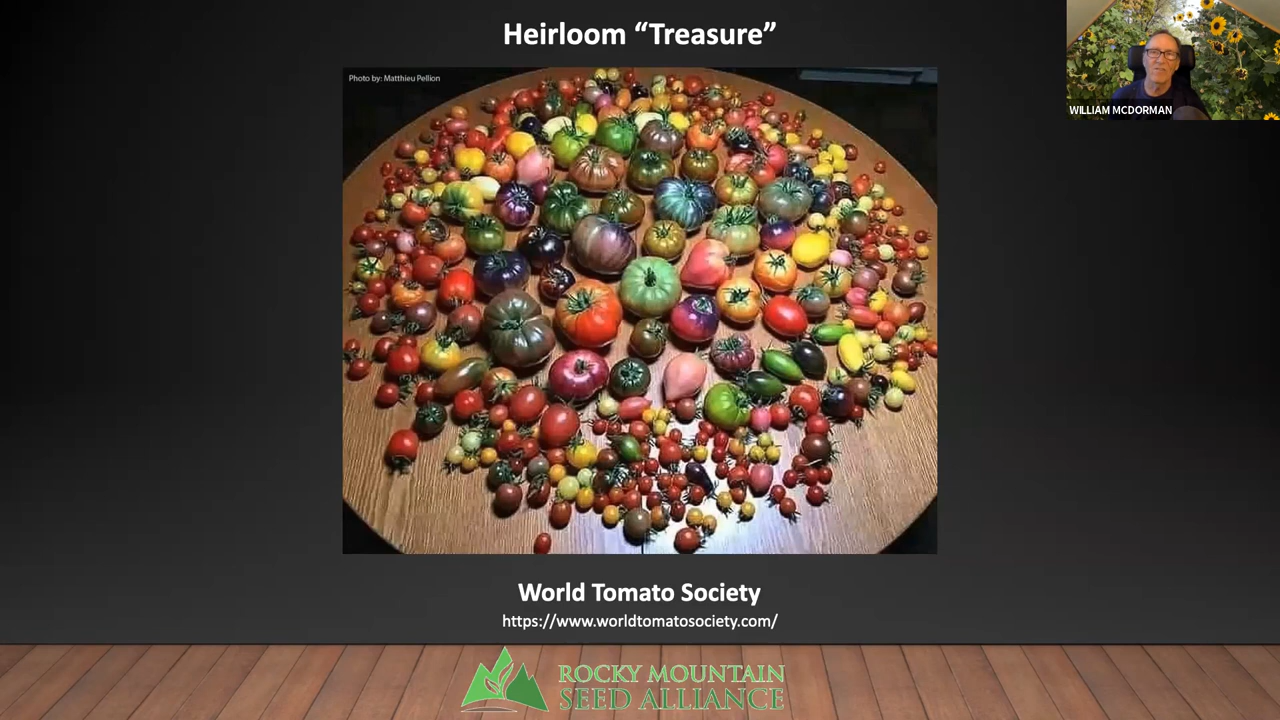 Heirloom “Treasure”
Photo by: Matthieu Pellion
WILLIAM MCDORMAN
World Tomato Society
https://www.worldtomatosociety.com/
ROCKY MOUNTAIN
SEED ALLIANCE